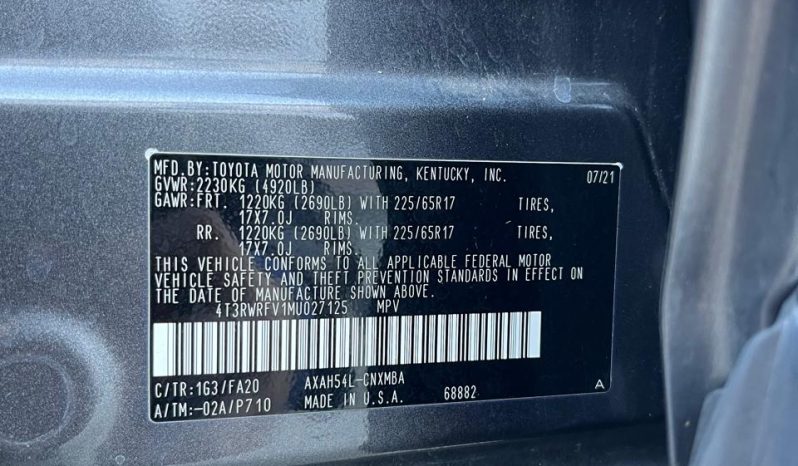 MFD.BY:TOYOTA MOTOR MANUFACTURING, KENTUCKY, INC. 07/21
GVWR:2230KG (4920LB)
GAWR:FRT. 1220KG (2690LB) WITH 225/65R17 TIRES,
17X7.0J RIMS.
RR. 1220KG (2690LB) WITH 225/65R17 TIRES,
17X7.0J RIMS.
THIS VEHICLE CONFORMS TO ALL APPLICABLE FEDERAL MOTOR
VEHICLE SAFETY AND THEFT PREVENTION STANDARDS IN EFFECT ON
THE DATE OF MANUFACTURE SHOWN ABOVE.
4T3RWRFV1MU027125 MPV
C/TR:1G3/FA20 AXAH54L-CNXMBA A
A/TM:-02A/P710 MADE IN U.S.A. 68882